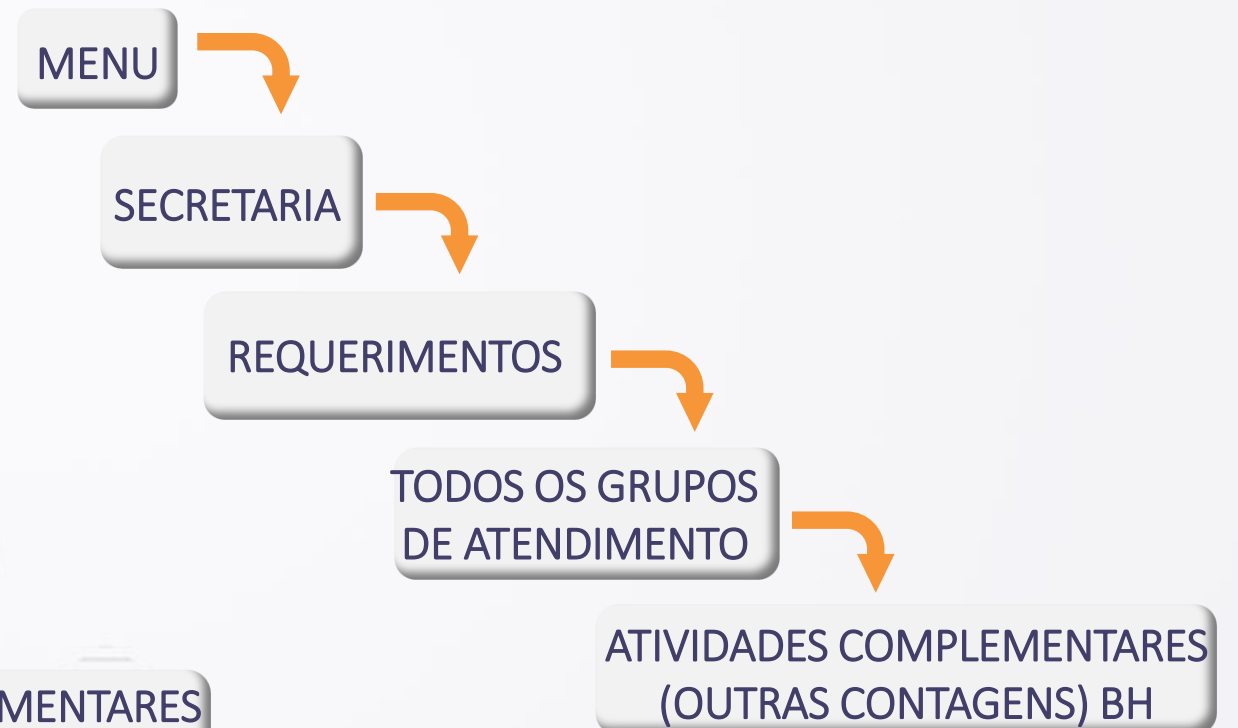 MENU
SECRETARIA
REQUERIMENTOS
TODOS OS GRUPOS
DE ATENDIMENTO
ATIVIDADES COMPLEMENTARES
(OUTRAS CONTAGENS) BH
MENTARES